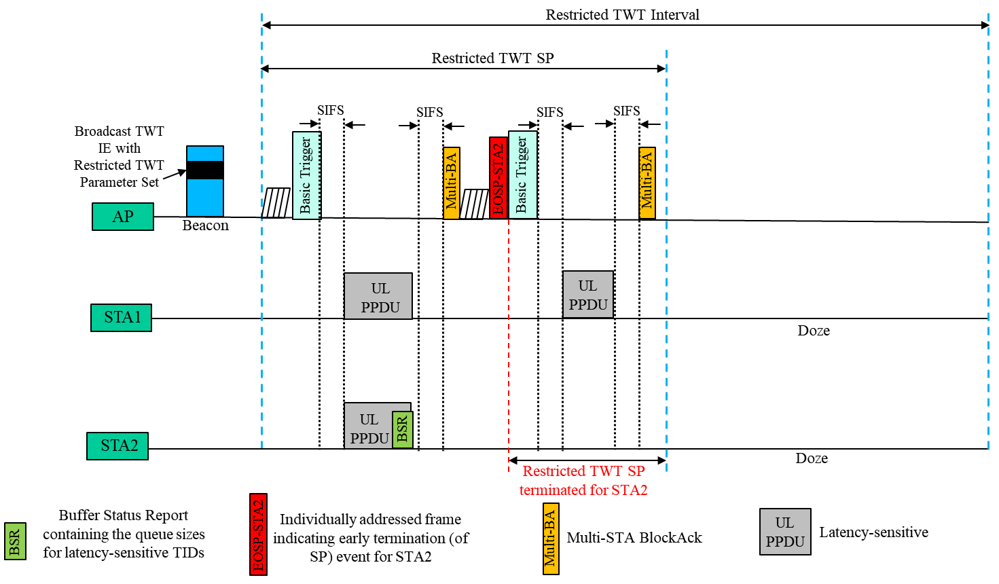 Restricted TWT Interval
Restricted TWT SP
SIFS
SIFS
SIFS
SIFS
Broadcast TWT
IE with
Restricted TWT
Parameter Set
Basic Trigger
Multi-BA
EOSP-STA2
Basic Trigger
Multi-BA
AP
Beacon
UL
PPDU
UL
PPDU
STA1
Doze
UL
PPDU
BSR
STA2
Doze
Restricted TWT SP
terminated for STA2
BSR
Buffer Status Report
containing the queue sizes
for latency-sensitive TIDs
EOSP-STA2
Individually addressed frame
indicating early termination (of
SP) event for STA2
Multi-BA
Multi-STA BlockAck
UL
PPDU
Latency-sensitive